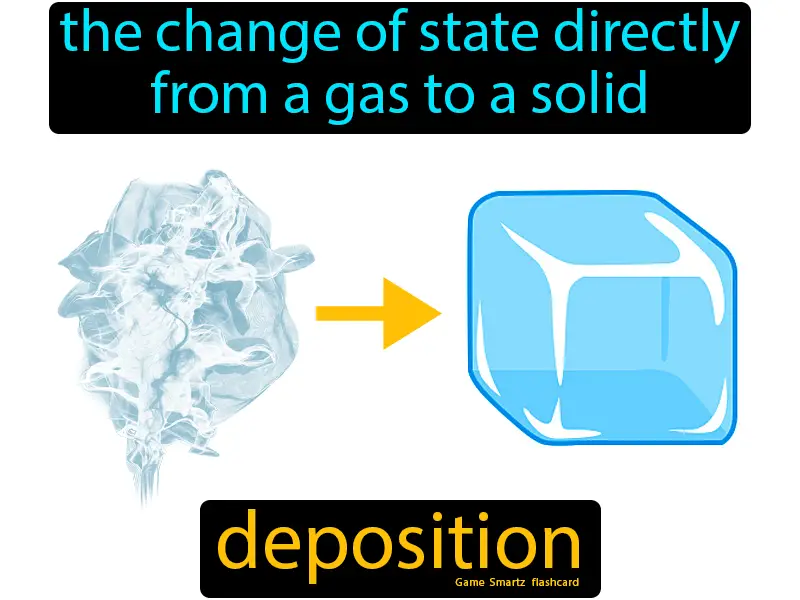 the change of state directly
from a gas to a solid
deposition
Game Smartz flashcard